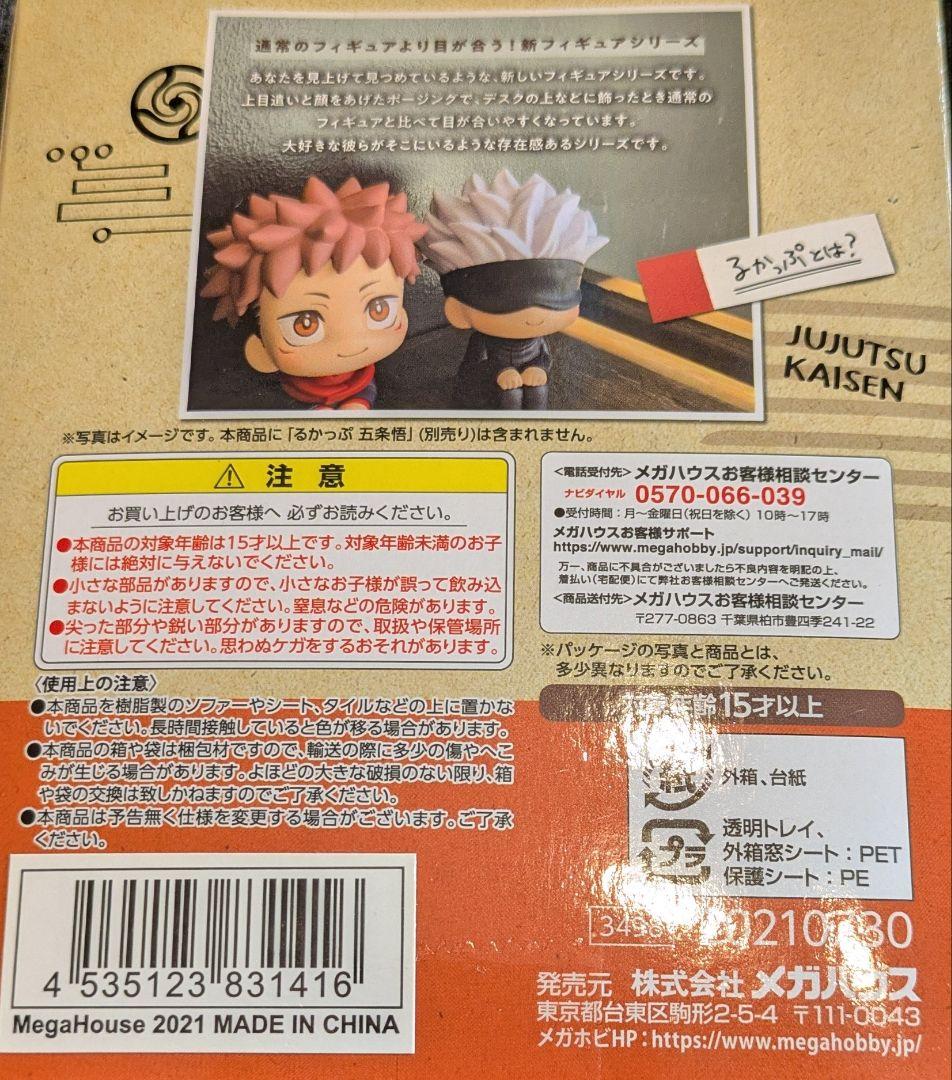 通常のフィギュアより目が合う！新フィギュアシリーズ
あなたを見上げて見つめているような、新しいフィギュアシリーズです。
上目遣いと顔をあげたポージングで、デスクの上などに飾ったとき通常の
フィギュアと比べて目が合いやすくなっています。
大好きな彼らがそこにいるような存在感あるシリーズです。
るかっぷとは？
JUJUTSU
KAISEN
※写真はイメージです。本商品に「るかっぷ 五条悟」(別売り)は含まれません。
注意
お買い上げのお客様へ 必ずお読みください。
●本商品の対象年齢は15才以上です。対象年齢未満のお子
様には絶対に与えないでください。
●小さな部品がありますので、小さなお子様が誤って飲み込
まないように注意してください。窒息などの危険があります。
●尖った部分や鋭い部分がありますので、取扱や保管場所
に注意してください。思わぬケガをするおそれがあります。
〈使用上の注意〉
●本商品を樹脂製のソファーやシート、タイルなどの上に置かな
いでください。長時間接触していると色が移る場合があります。
●本商品の箱や袋は梱包材ですので、輸送の際に多少の傷やへこ
みが生じる場合があります。よほどの大きな破損のない限り、箱
や袋の交換は致しかねますのでご了承ください。
●本商品は予告無く仕様を変更する場合がございます。ご了承
ください。
<電話受付先> メガハウスお客様相談センター
ナビダイヤル 0570-066-039
●受付時間：月～金曜日(祝日を除く) 10時～17時
メガハウスお客様サポート
https://www.megahobby.jp/support/inquiry_mail/
万一、商品に不具合がございましたら不良内容を明記の上、
着払い(宅配便)にて弊社お客様相談センターへご発送ください。
<商品送付先> メガハウスお客様相談センター
〒277-0863 千葉県柏市豊四季241-22
※パッケージの写真と商品とは、
多少異なりますのでご了承ください。
年齢15才以上
紙
外箱、台紙
プラ
透明トレイ、
外箱窓シート：PET
保護シート：PE
4 535123 831416
MegaHouse 2021 MADE IN CHINA
発売元 株式会社メガハウス
東京都台東区駒形2-5-4 〒111-0043
メガホビHP：https://www.megahobby.jp/